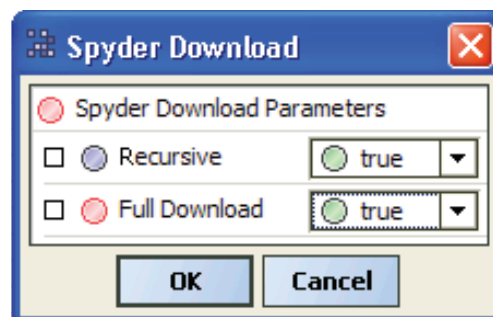 Spyder Download
Spyder Download Parameters
Recursive true
Full Download true
OK Cancel